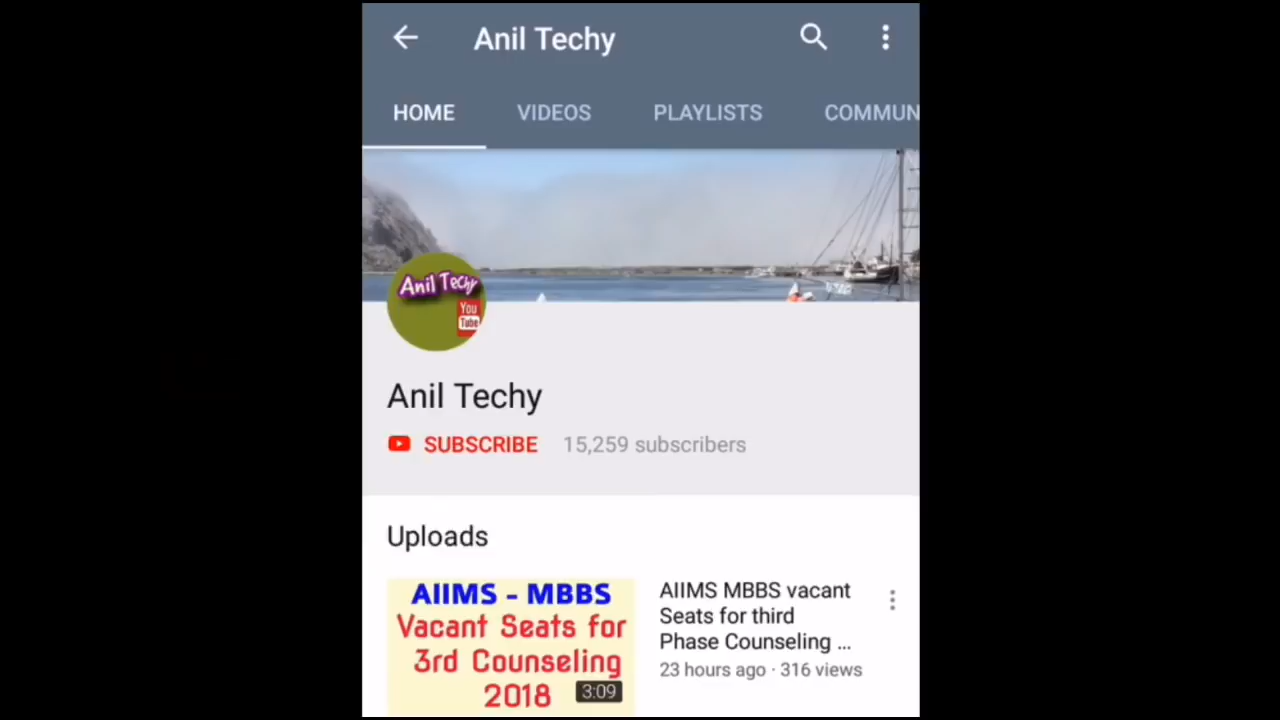 Anil Techy
HOME VIDEOS PLAYLISTS COMMUN
Anil Techy
You
Tube
Anil Techy
SUBSCRIBE 15,259 subscribers
Uploads
AIIMS - MBBS
Vacant Seats for
3rd Counseling
2018
3:09
AIIMS MBBS vacant
Seats for third
Phase Counseling ...
23 hours ago · 316 views